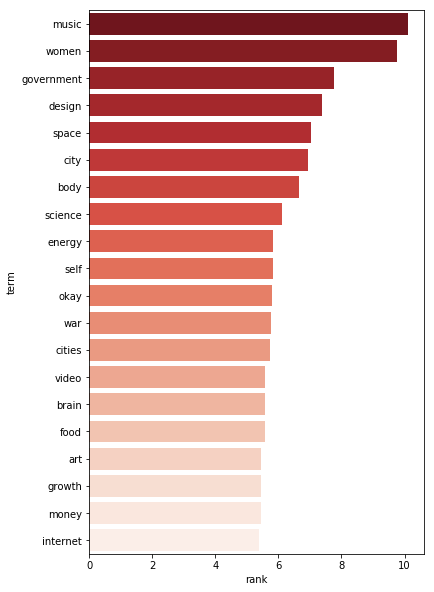 music
women
government
design
space
city
body
science
energy
self
okay
war
cities
video
brain
food
art
growth
money
internet
term
0 2 4 6 8 10
rank